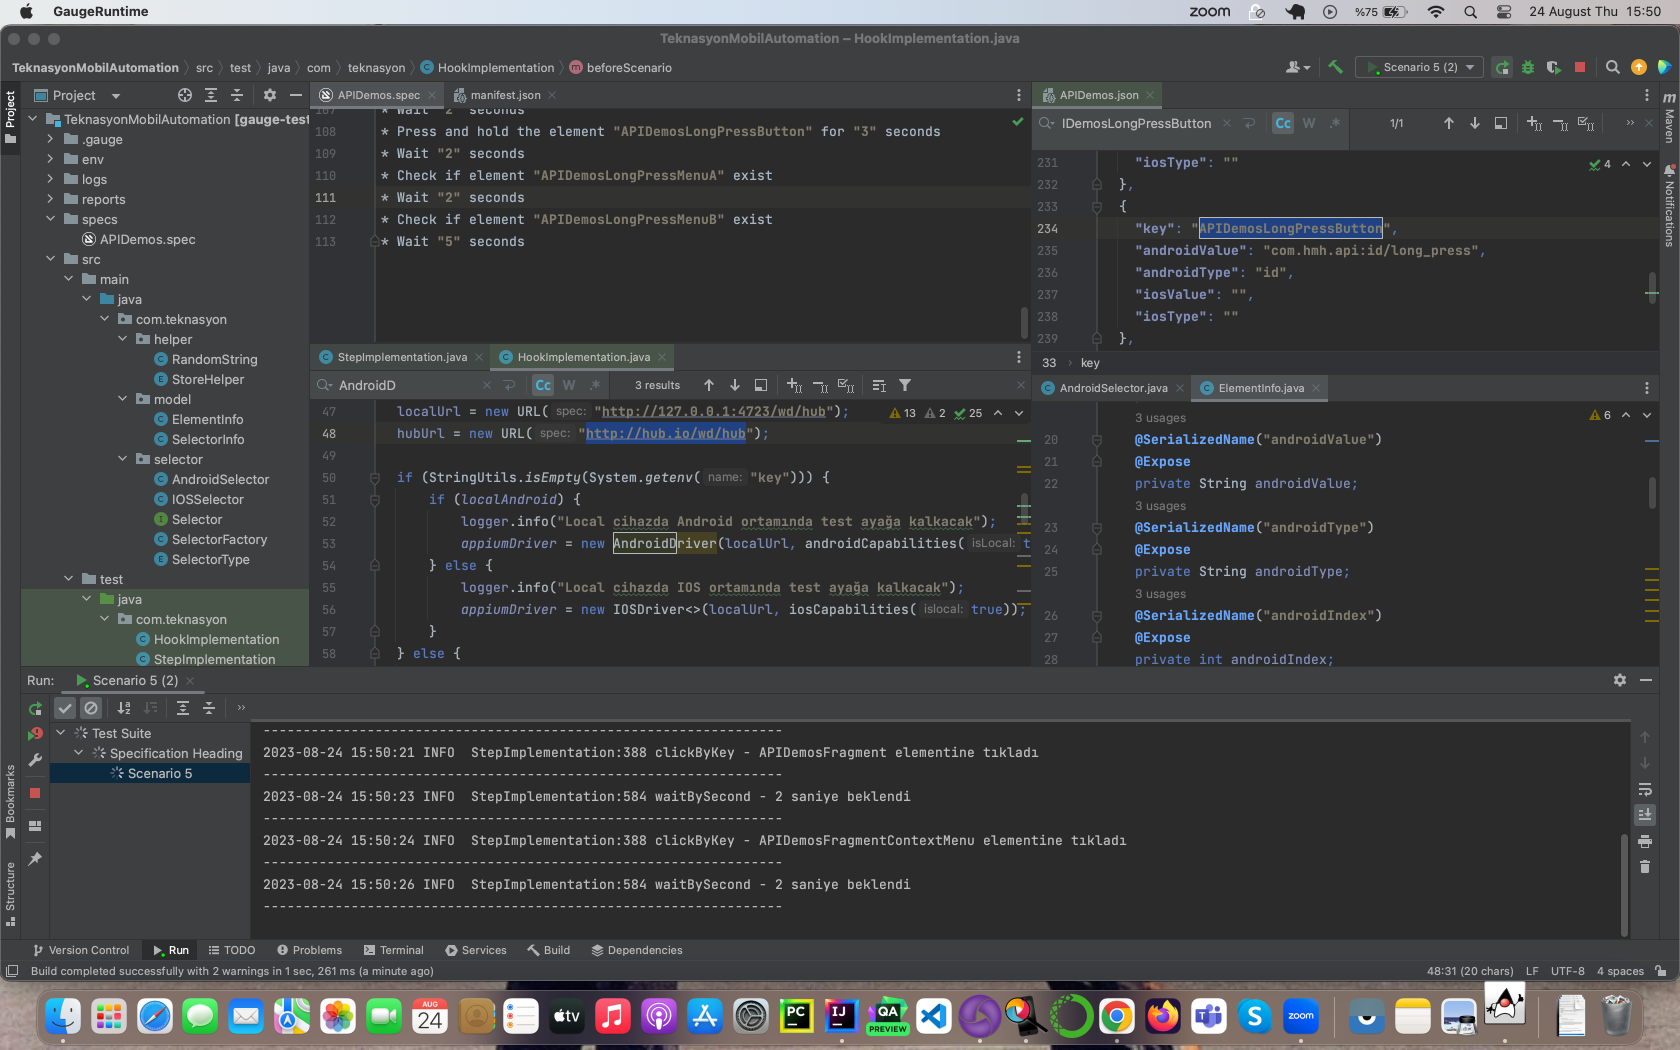 GaugeRuntime
zoom
%75
24 August Thu 15:50
TeknasyonMobilAutomation – HookImplementation.java
TeknasyonMobilAutomation 〉 src 〉 test 〉 java 〉 com 〉 teknasyon 〉 HookImplementation 〉 beforeScenario
Scenario 5 (2)
Project
Project
TeknasyonMobilAutomation [gauge-test
.gauge
env
logs
reports
specs
APIDemos.spec
src
main
java
com.teknasyon
helper
RandomString
StoreHelper
model
ElementInfo
SelectorInfo
selector
AndroidSelector
IOSSelector
Selector
SelectorFactory
SelectorType
test
java
com.teknasyon
HookImplementation
StepImplementation
APIDemos.spec
manifest.json
107 * Wait "2" seconds
108 * Press and hold the element "APIDemosLongPressButton" for "3" seconds
109 * Wait "2" seconds
110 * Check if element "APIDemosLongPressMenuA" exist
111 * Wait "2" seconds
112 * Check if element "APIDemosLongPressMenuB" exist
113 * Wait "5" seconds
StepImplementation.java
HookImplementation.java
AndroidD
Cc W .* 3 results
13 2 25
47 localUrl = new URL( spec: "http://127.0.0.1:4723/wd/hub");
48 hubUrl = new URL( spec: "http://hub.io/wd/hub");
49
50 if (StringUtils.isEmpty(System.getenv( name: "key"))) {
51 if (localAndroid) {
52 logger.info("Local cihazda Android ortamında test ayağa kalkacak");
53 appiumDriver = new AndroidDriver(localUrl, androidCapabilities( isLocal: t
54 } else {
55 logger.info("Local cihazda IOS ortamında test ayağa kalkacak");
56 appiumDriver = new IOSDriver<>(localUrl, iosCapabilities( islocal: true));
57 }
58 } else {
APIDemos.json
IDemosLongPressButton
Cc W .* 1/1
4
231 "iosType": ""
232 },
233 {
234 "key": "APIDemosLongPressButton",
235 "androidValue": "com.hmh.api:id/long_press",
236 "androidType": "id",
237 "iosValue": "",
238 "iosType": ""
239 },
33 › key
AndroidSelector.java
ElementInfo.java
6
3 usages
20 @SerializedName("androidValue")
21 @Expose
22 private String androidValue;
3 usages
23 @SerializedName("androidType")
24 @Expose
25 private String androidType;
3 usages
26 @SerializedName("androidIndex")
27 @Expose
28 private int androidIndex;
m
Maven
Notifications
Run:
Scenario 5 (2)
Test Suite
Specification Heading
Scenario 5
-----------------------------------------------------------------
2023-08-24 15:50:21 INFO StepImplementation:388 clickByKey - APIDemosFragment elementine tıkladı
-----------------------------------------------------------------
2023-08-24 15:50:23 INFO StepImplementation:584 waitBySecond - 2 saniye beklendi
-----------------------------------------------------------------
2023-08-24 15:50:24 INFO StepImplementation:388 clickByKey - APIDemosFragmentContextMenu elementine tıkladı
-----------------------------------------------------------------
2023-08-24 15:50:26 INFO StepImplementation:584 waitBySecond - 2 saniye beklendi
-----------------------------------------------------------------
Bookmarks
Structure
Version Control
Run
TODO
Problems
Terminal
Services
Build
Dependencies
Build completed successfully with 2 warnings in 1 sec, 261 ms (a minute ago)
48:31 (20 chars) LF UTF-8 4 spaces
AUG
24
tv
PC
IJ
QA
PREVIEW
zoom